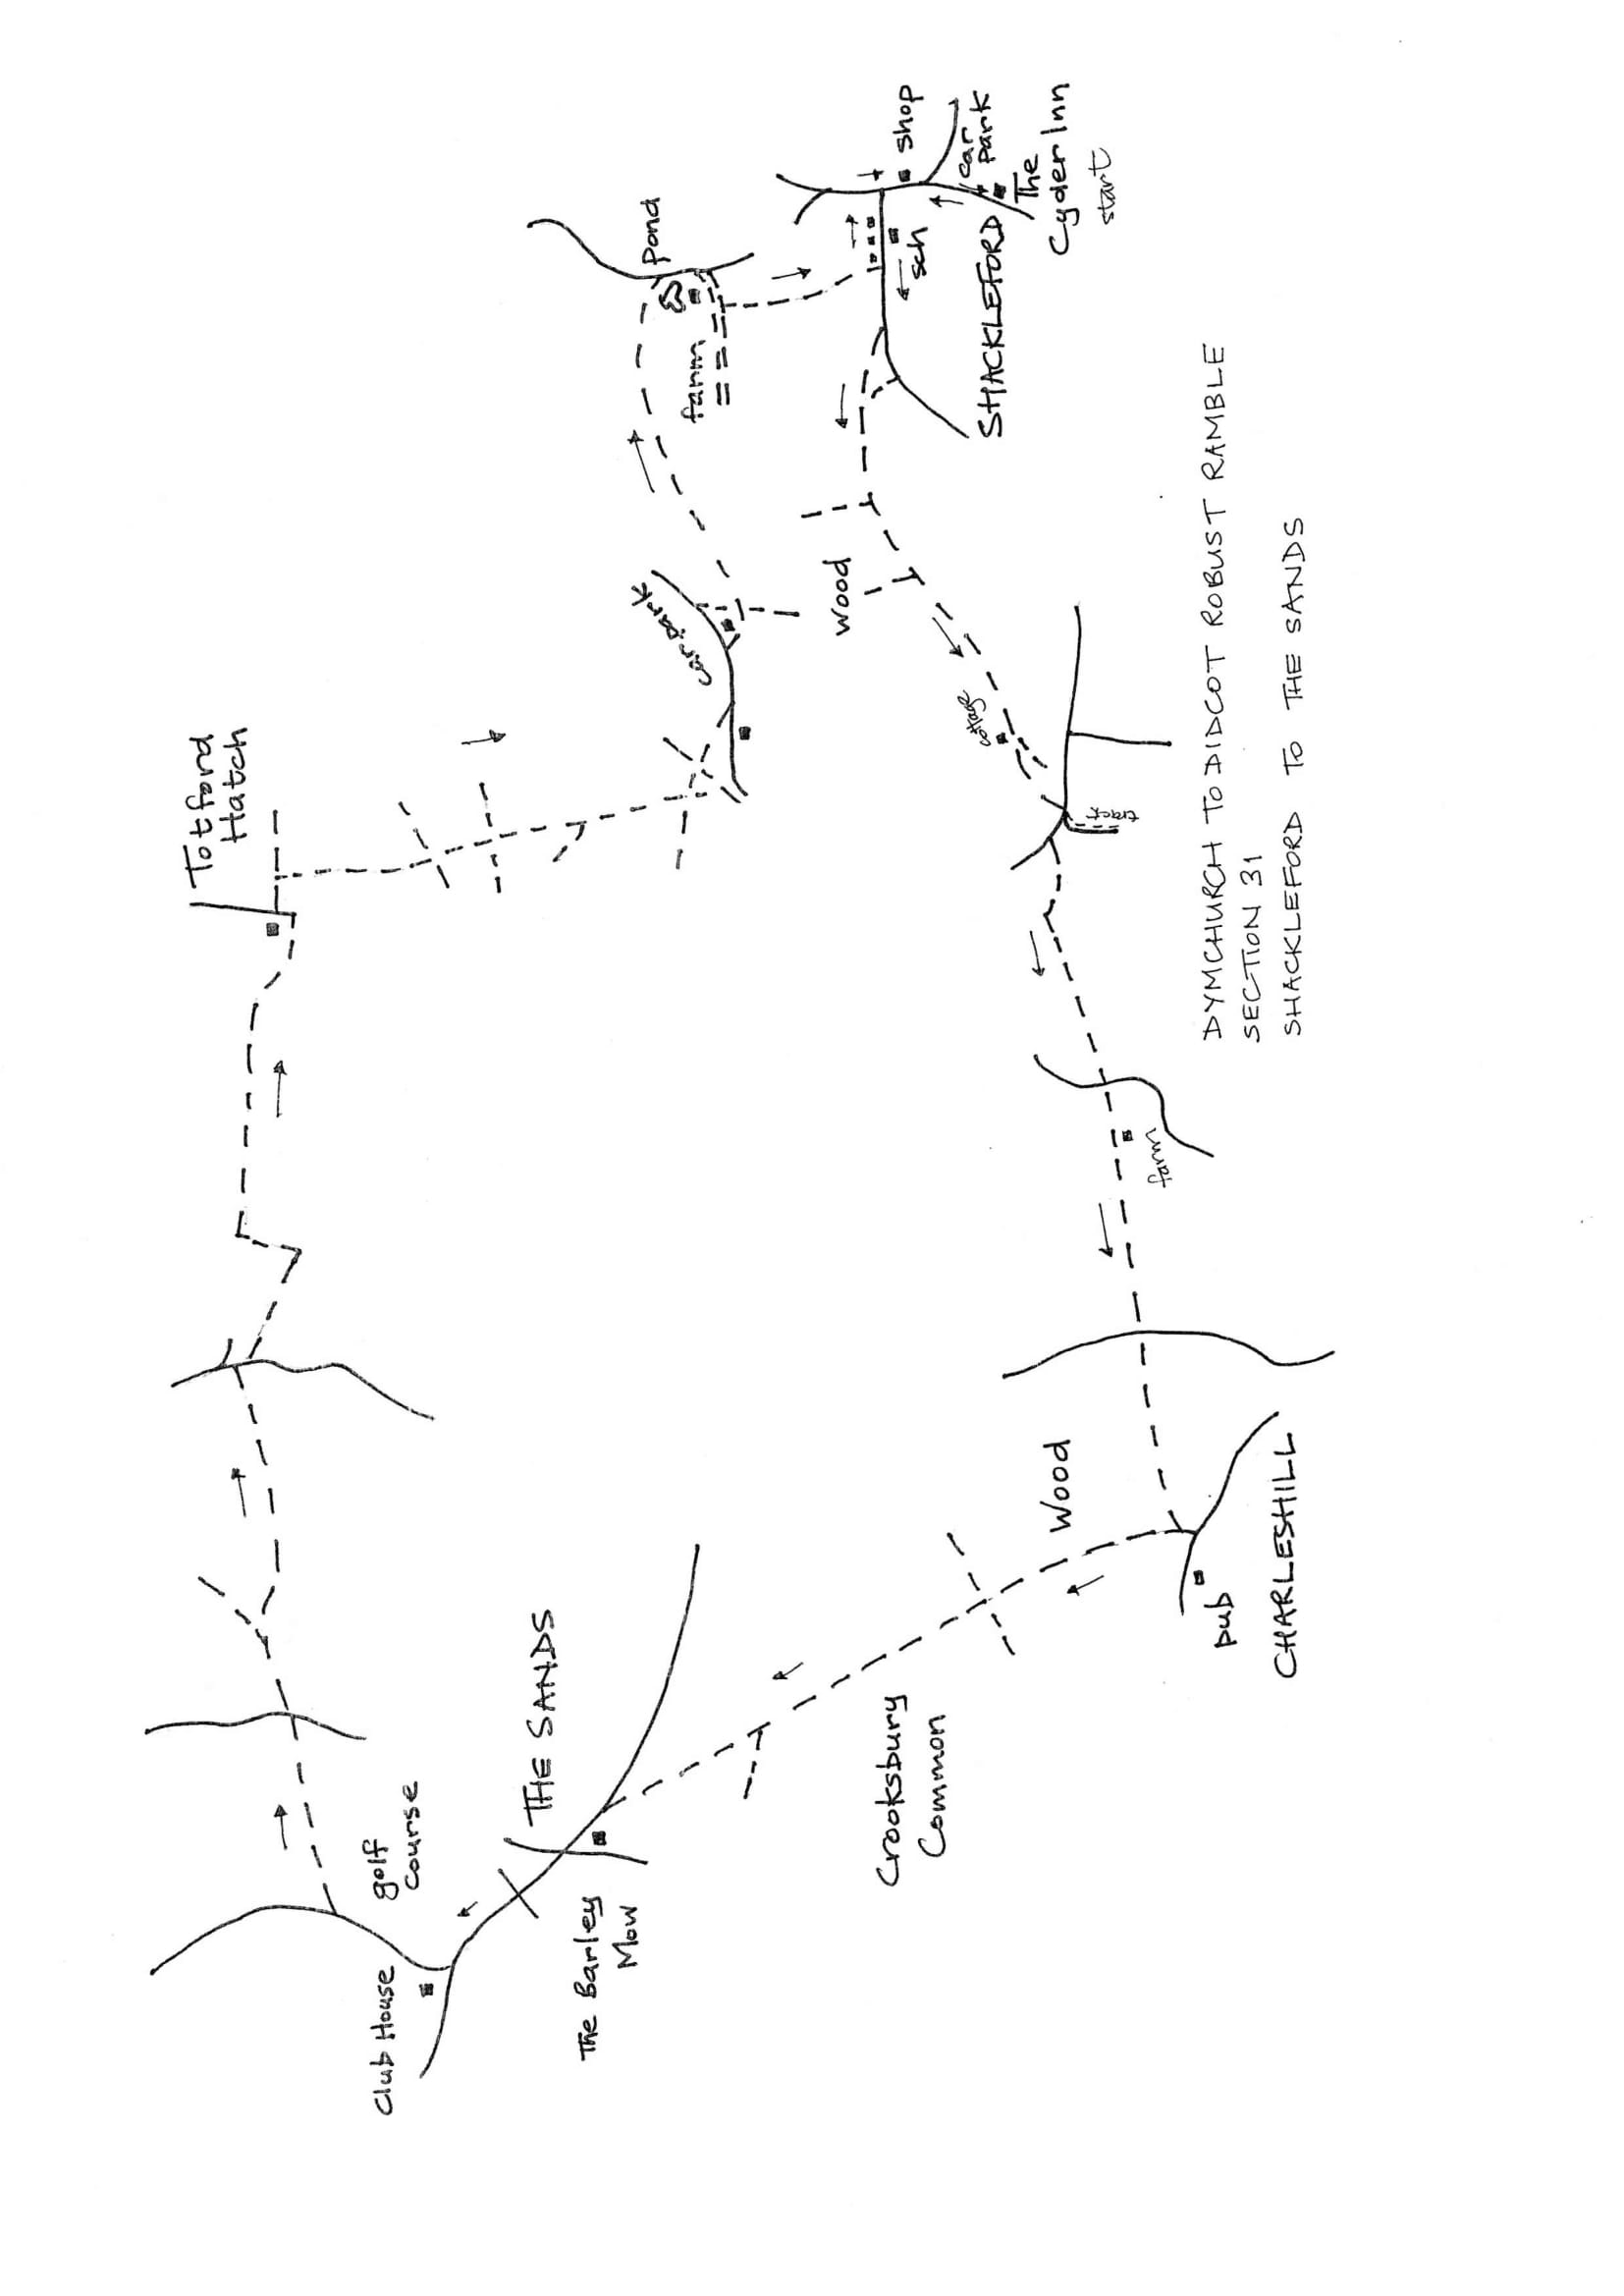 Totford
Hatch
Club House
golf
course
THE SANDS
The Barley
Mow
car park
Pond
farm
wood
shop
sch
Crooksbury
Common
cottage
SHACKLEFORD
car
park
The
Cyder Inn
start
Wood
track
farm
pub
CHARLESHILL
DYMCHURCH TO DIDCOT ROBUST RAMBLE
SECTION 31
SHACKLEFORD TO THE SANDS